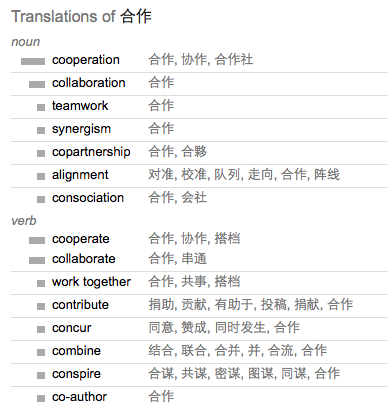 Translations of 合作
noun
cooperation 合作, 协作, 合作社
collaboration 合作
teamwork 合作
synergism 合作
copartnership 合作, 合夥
alignment 对准, 校准, 队列, 走向, 合作, 阵线
consociation 合作, 会社
verb
cooperate 合作, 协作, 搭档
collaborate 合作, 串通
work together 合作, 共事, 搭档
contribute 捐助, 贡献, 有助于, 投稿, 捐献, 合作
concur 同意, 赞成, 同时发生, 合作
combine 结合, 联合, 合并, 并, 合流, 合作
conspire 合谋, 共谋, 密谋, 图谋, 同谋, 合作
co-author 合作